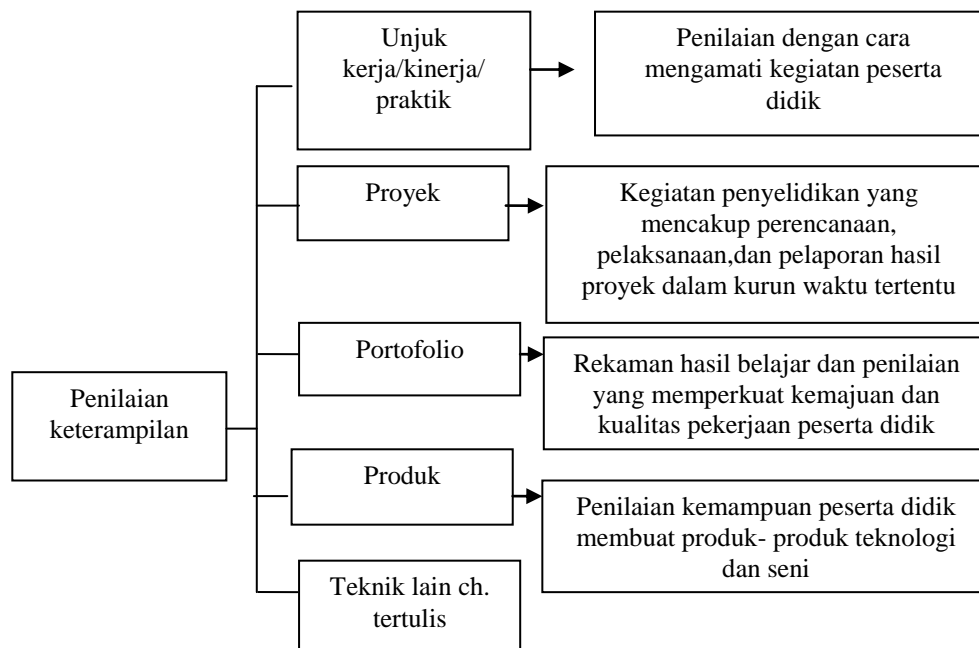 Unjuk
kerja/kinerja/
praktik
Penilaian dengan cara
mengamati kegiatan peserta
didik
Proyek
Kegiatan penyelidikan yang
mencakup perencanaan,
pelaksanaan,dan pelaporan hasil
proyek dalam kurun waktu tertentu
Portofolio
Rekaman hasil belajar dan penilaian
yang memperkuat kemajuan dan
kualitas pekerjaan peserta didik
Penilaian
keterampilan
Produk
Penilaian kemampuan peserta didik
membuat produk- produk teknologi
dan seni
Teknik lain ch.
tertulis